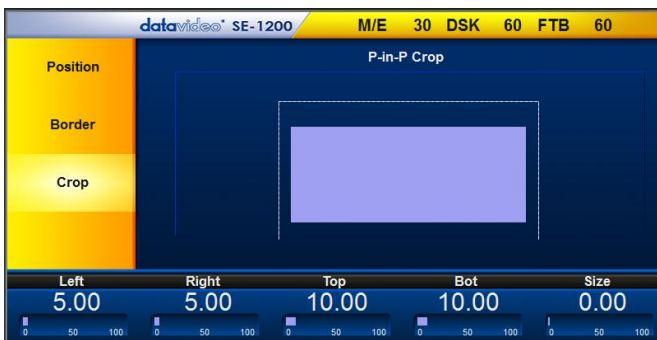 datavideo SE-1200 M/E 30 DSK 60 FTB 60
P-in-P Crop
Position
Border
Crop
Left Right Top Bot Size
5.00 5.00 10.00 10.00 0.00
0 50 100 0 50 100 0 50 100 0 50 100 0 50 100